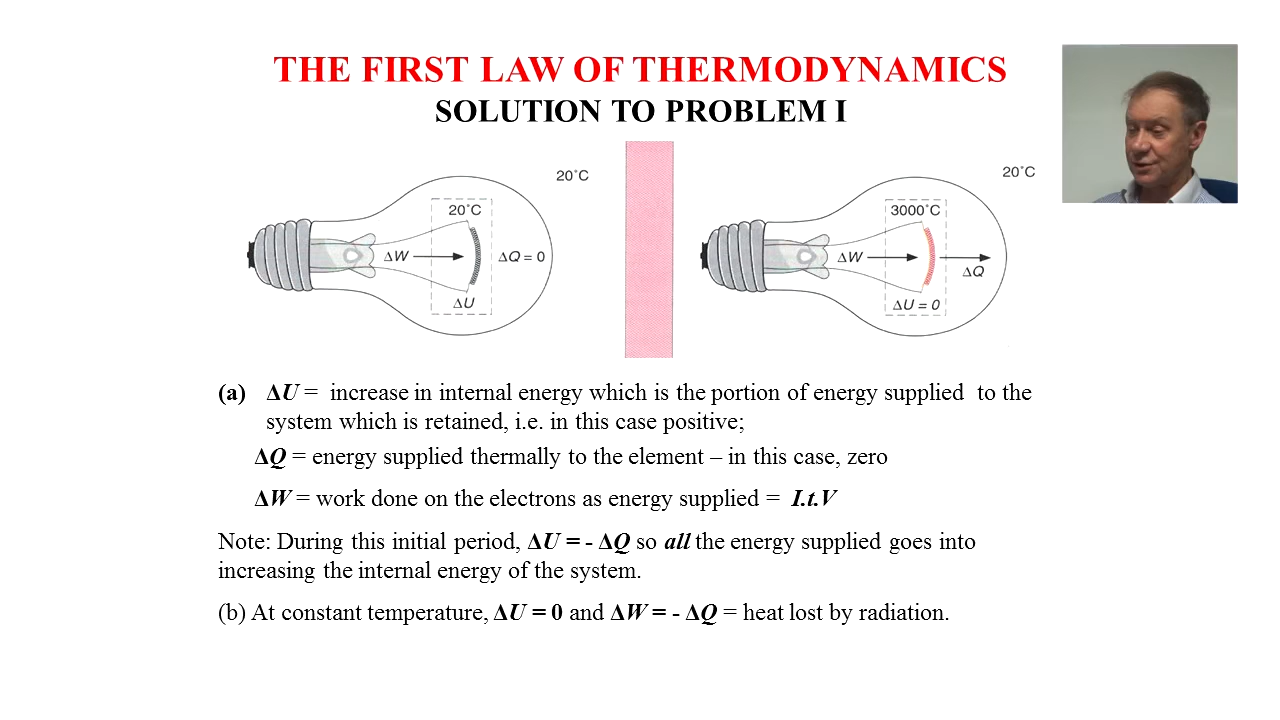 THE FIRST LAW OF THERMODYNAMICS
SOLUTION TO PROBLEM I
20°C
20°C
ΔW
ΔQ = 0
ΔU
20°C
3000°C
ΔW
ΔQ
ΔU = 0
(a) ΔU = increase in internal energy which is the portion of energy supplied to the
system which is retained, i.e. in this case positive;
ΔQ = energy supplied thermally to the element – in this case, zero
ΔW = work done on the electrons as energy supplied = I.t.V
Note: During this initial period, ΔU = - ΔQ so all the energy supplied goes into
increasing the internal energy of the system.
(b) At constant temperature, ΔU = 0 and ΔW = - ΔQ = heat lost by radiation.